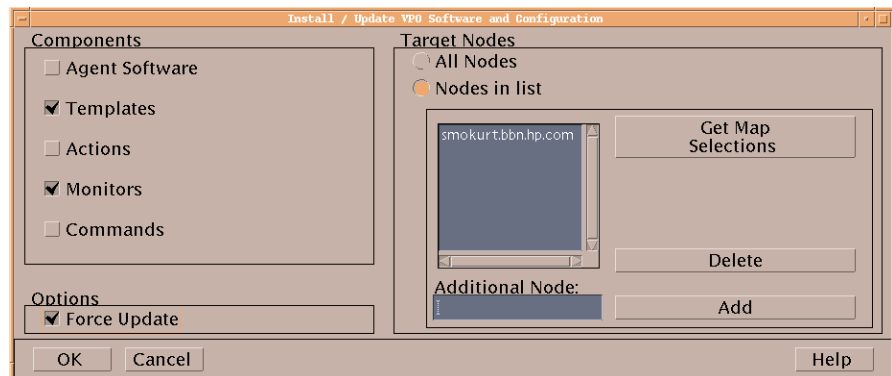 Install / Update VPO Software and Configuration
Components
Agent Software
Templates
Actions
Monitors
Commands
Options
Force Update
Target Nodes
All Nodes
Nodes in list
smokurt.bbn.hp.com
Get Map
Selections
Delete
Additional Node:
Add
OK
Cancel
Help